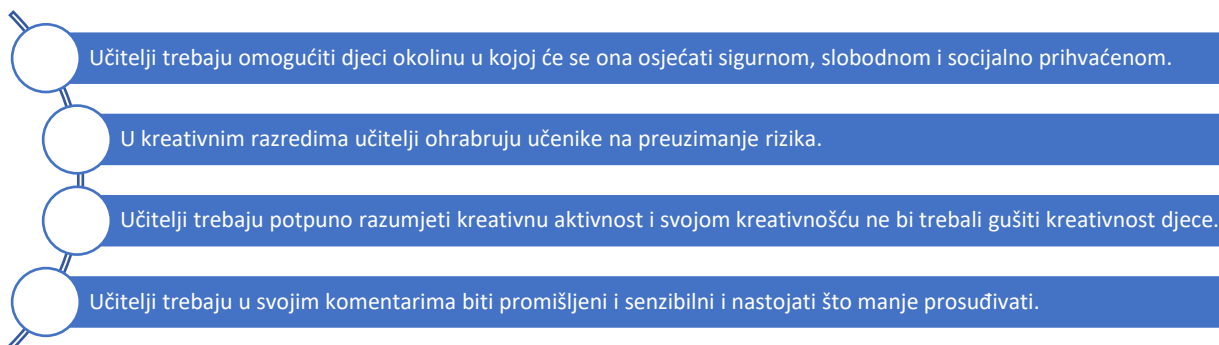 Učitelji trebaju omogućiti djeci okolinu u kojoj će se ona osjećati sigurnom, slobodnom i socijalno prihvaćenom.
U kreativnim razredima učitelji ohrabruju učenike na preuzimanje rizika.
Učitelji trebaju potpuno razumjeti kreativnu aktivnost i svojom kreativnošću ne bi trebali gušiti kreativnost djece.
Učitelji trebaju u svojim komentarima biti promišljeni i senzibilni i nastojati što manje prosuđivati.